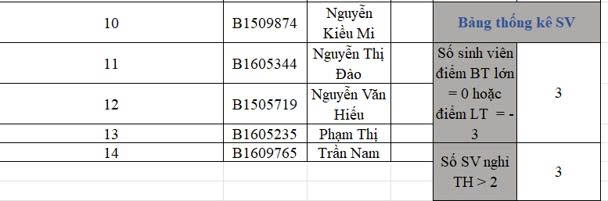 10 B1509874 Nguyễn Kiều Mi
Bảng thống kê SV
11 B1605344 Nguyễn Thị Đào
12 B1505719 Nguyễn Văn Hiếu
13 B1605235 Phạm Thị
14 B1609765 Trần Nam
Số sinh viên
điểm BT lớn
= 0 hoặc
điểm LT = -
3
3
Số SV nghi
TH > 2
3